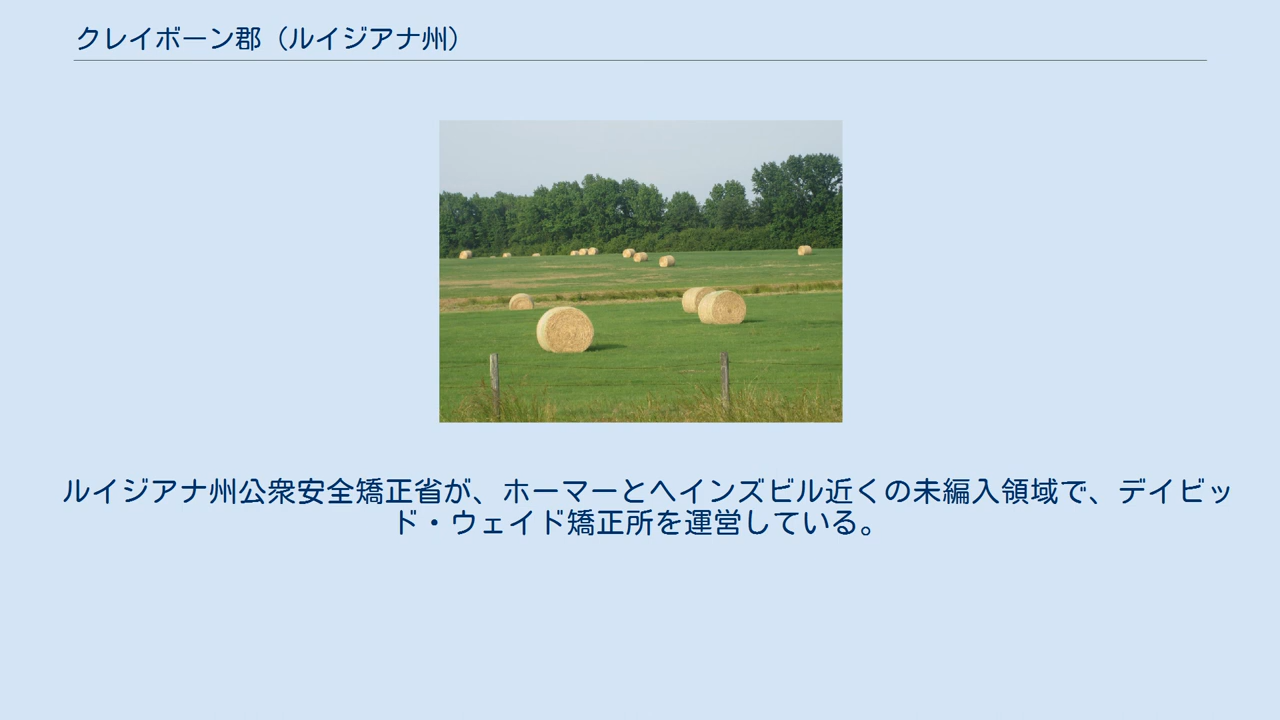 クレイボーン郡（ルイジアナ州）
ルイジアナ州公衆安全矯正省が、ホーマーとヘインズビル近くの未編入領域で、デイビッ
ド・ウェイド矯正所を運営している。